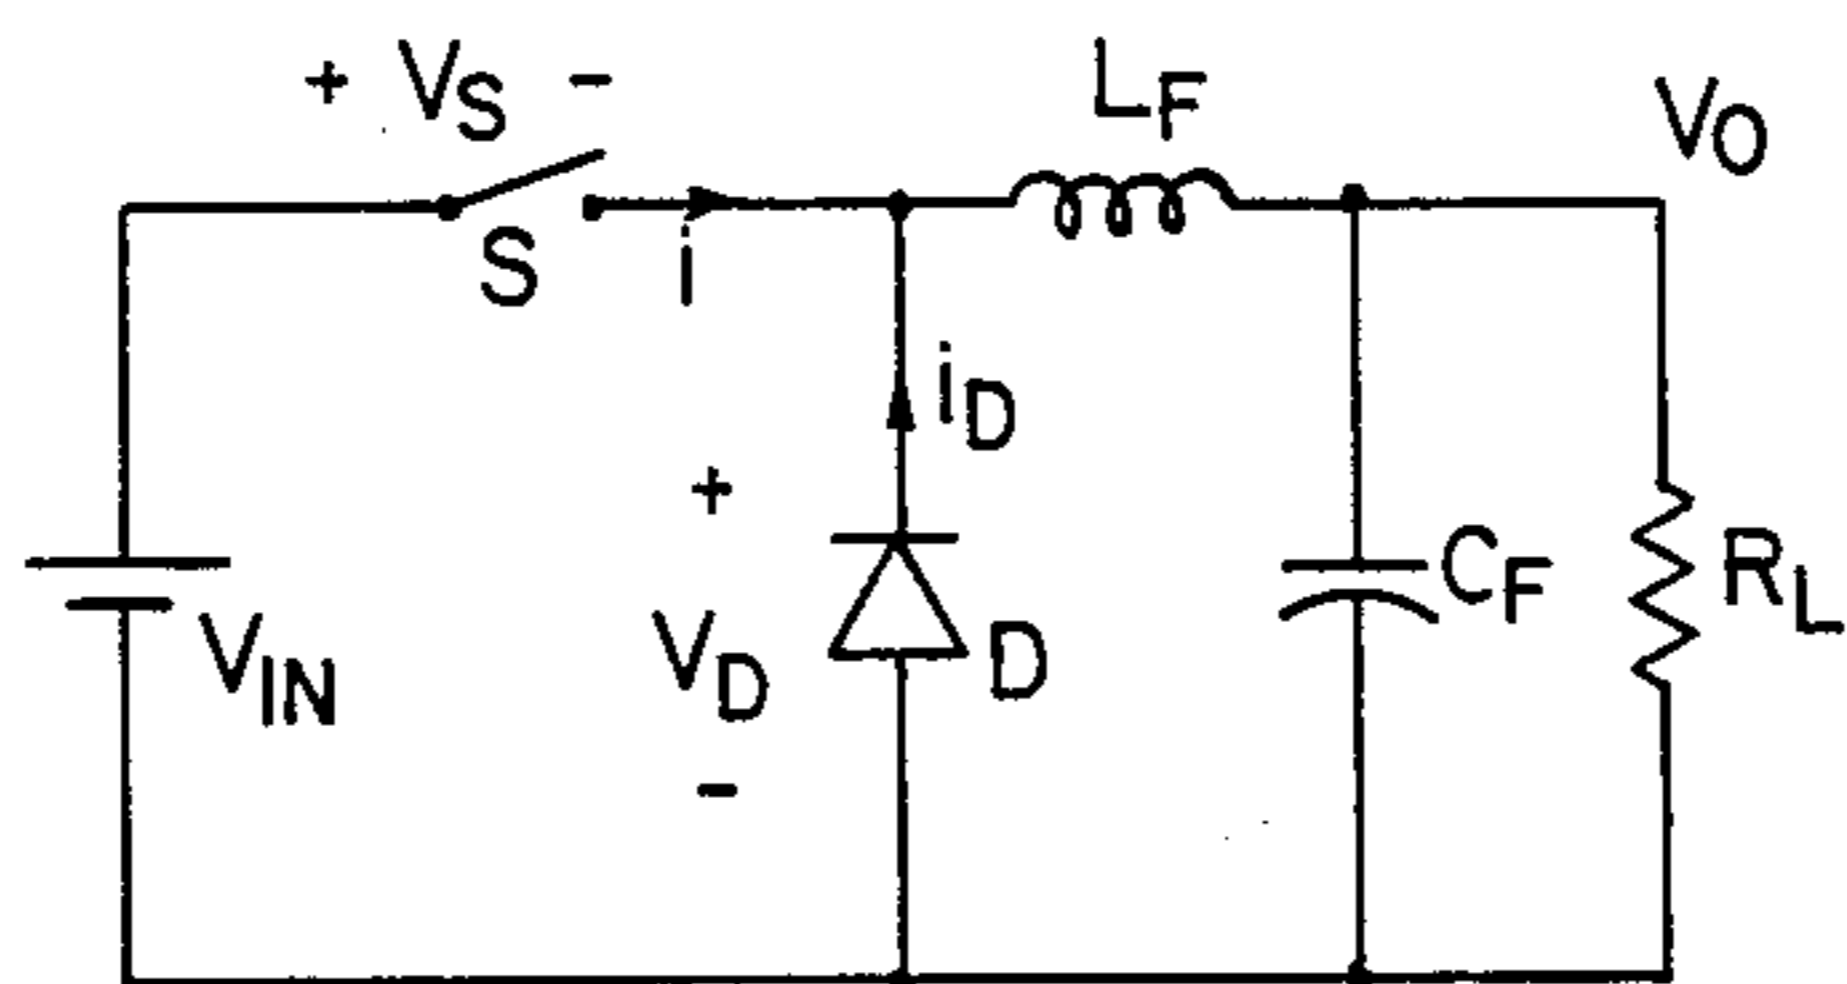 + VS -
LF
VO
S
i
iD
+
VD
-
D
VIN
CF
RL